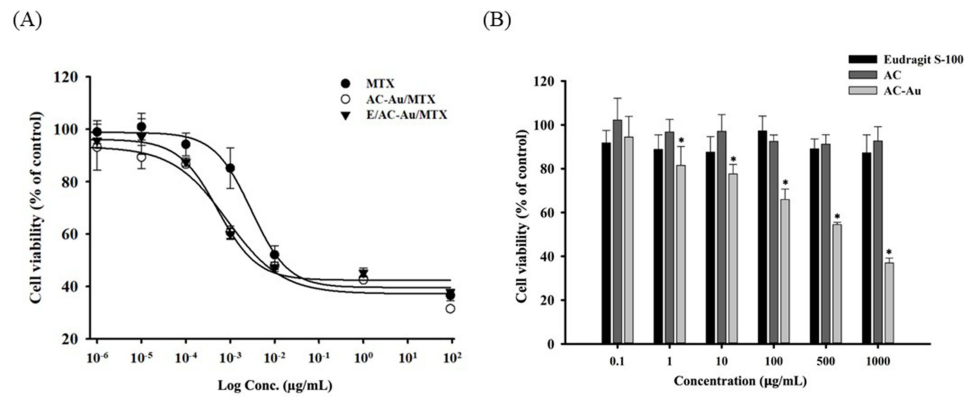 (A)
120
100
80
60
40
20
Cell viability (% of control)
MTX
AC-Au/MTX
E/AC-Au/MTX
10⁻⁶ 10⁻⁵ 10⁻⁴ 10⁻³ 10⁻² 10⁻¹ 10⁰ 10¹ 10²
Log Conc. (µg/mL)
(B)
Eudragit S-100
AC
AC-Au
120
100
80
60
40
20
0
Cell viability (% of control)
* * * * *
0.1 1 10 100 500 1000
Concentration (µg/mL)